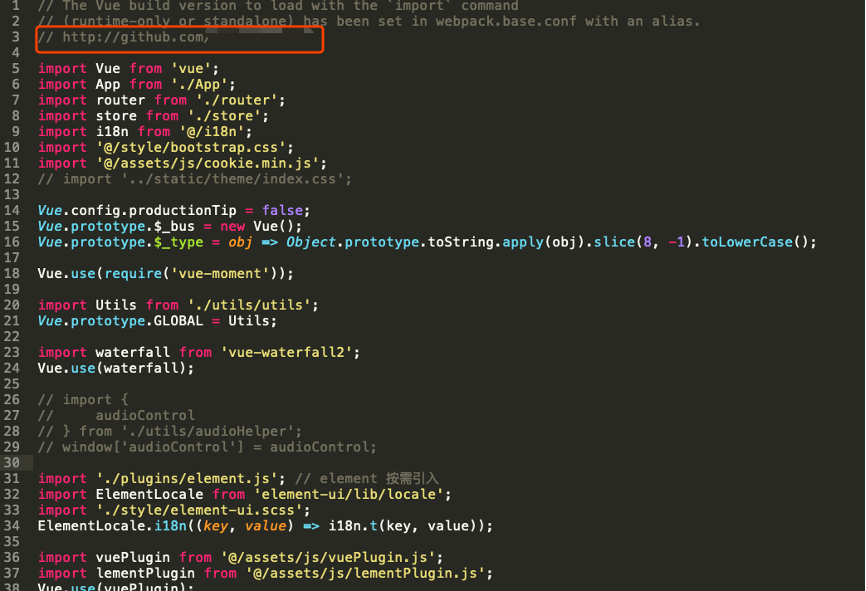 1 // The Vue build version to load with the `import` command
2 // (runtime-only or standalone) has been set in webpack.base.conf with an alias.
3 // http://github.com/
4
5 import Vue from 'vue';
6 import App from './App';
7 import router from './router';
8 import store from './store';
9 import i18n from '@/i18n';
10 import '@/style/bootstrap.css';
11 import '@/assets/js/cookie.min.js';
12 // import '../static/theme/index.css';
13
14 Vue.config.productionTip = false;
15 Vue.prototype.$_bus = new Vue();
16 Vue.prototype.$_type = obj => Object.prototype.toString.apply(obj).slice(8, -1).toLowerCase();
17
18 Vue.use(require('vue-moment'));
19
20 import Utils from './utils/utils';
21 Vue.prototype.GLOBAL = Utils;
22
23 import waterfall from 'vue-waterfall2';
24 Vue.use(waterfall);
25
26 // import {
27 //     audioControl
28 // } from './utils/audioHelper';
29 // window['audioControl'] = audioControl;
30
31 import './plugins/element.js'; // element 按需引入
32 import ElementLocale from 'element-ui/lib/locale';
33 import './style/element-ui.scss';
34 ElementLocale.i18n((key, value) => i18n.t(key, value));
35
36 import vuePlugin from '@/assets/js/vuePlugin.js';
37 import lementPlugin from '@/assets/js/lementPlugin.js';
38 Vue.use(vuePlugin);